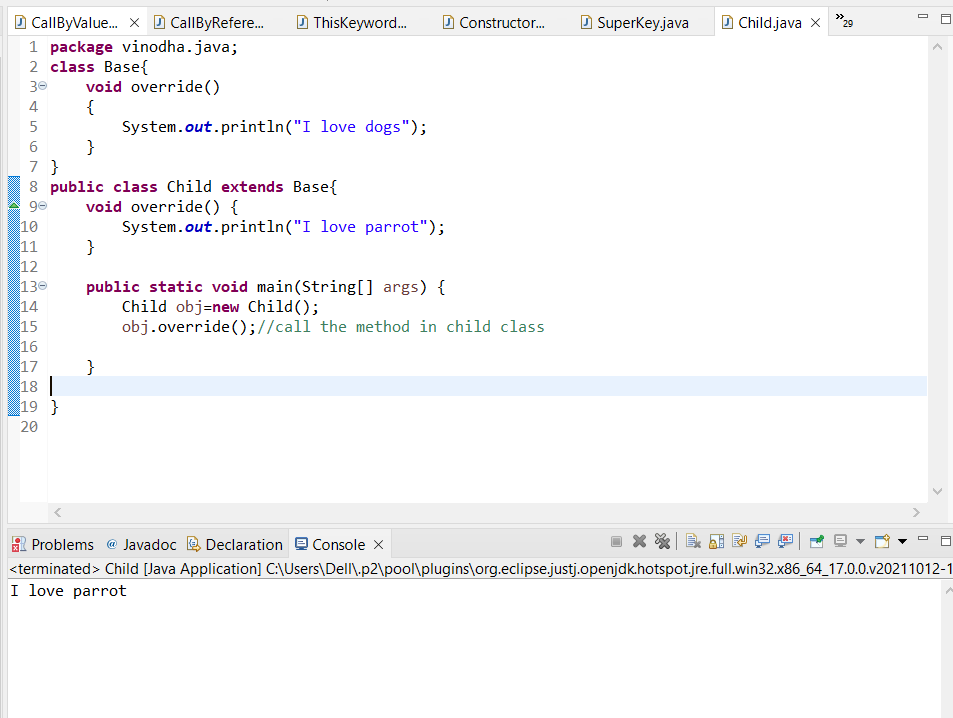 CallByValue... CallByRefere... ThisKeyword... Constructor... SuperKey.java Child.java »29
1 package vinodha.java;
2 class Base{
3 void override()
4 {
5 System.out.println("I love dogs");
6 }
7 }
8 public class Child extends Base{
9 void override() {
10 System.out.println("I love parrot");
11 }
12
13 public static void main(String[] args) {
14 Child obj=new Child();
15 obj.override();//call the method in child class
16
17 }
18
19 }
20
Problems @ Javadoc Declaration Console
<terminated> Child [Java Application] C:\Users\Dell\.p2\pool\plugins\org.eclipse.justj.openjdk.hotspot.jre.full.win32.x86_64_17.0.0.v20211012-1
I love parrot